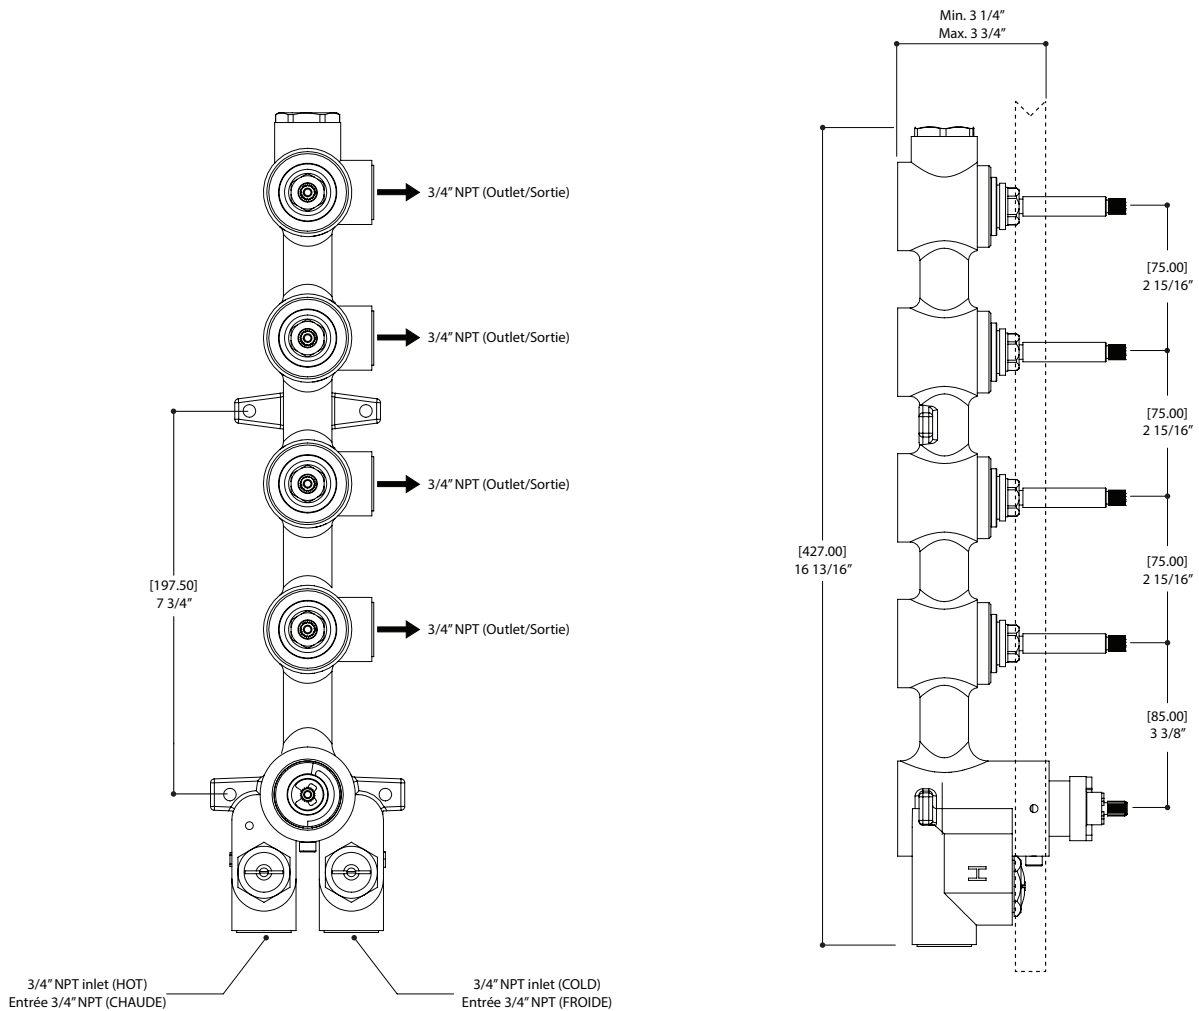 Min. 3 1/4”
Max. 3 3/4”
3/4” NPT (Outlet/Sortie)
3/4” NPT (Outlet/Sortie)
3/4” NPT (Outlet/Sortie)
3/4” NPT (Outlet/Sortie)
[197.50]
7 3/4”
3/4” NPT inlet (HOT)
Entrée 3/4” NPT (CHAUDE)
3/4” NPT inlet (COLD)
Entrée 3/4” NPT (FROIDE)
[427.00]
16 13/16”
[75.00]
2 15/16”
[75.00]
2 15/16”
[75.00]
2 15/16”
[85.00]
3 3/8”
H